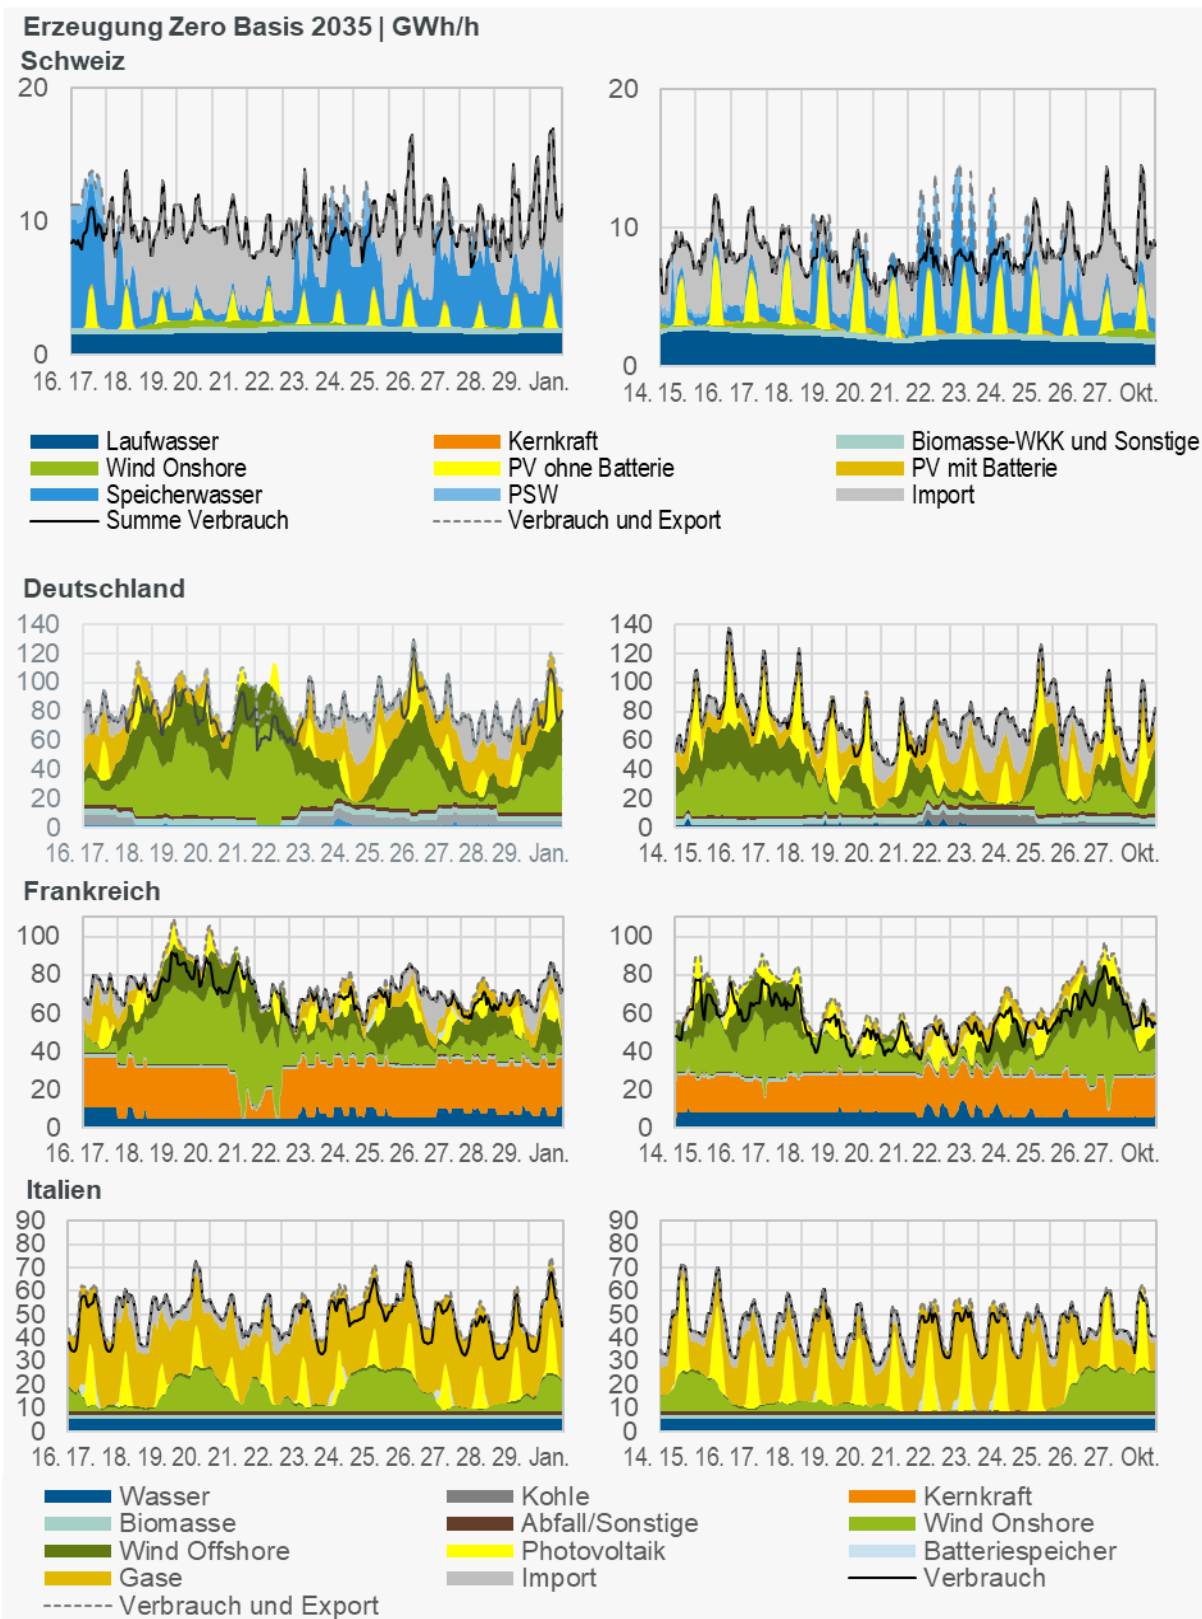 Erzeugung Zero Basis 2035 | GWh/h
Schweiz
20
10
0
16. 17. 18. 19. 20. 21. 22. 23. 24. 25. 26. 27. 28. 29. Jan.
20
10
0
14. 15. 16. 17. 18. 19. 20. 21. 22. 23. 24. 25. 26. 27. Okt.
Laufwasser Kernkraft Biomasse-WKK und Sonstige
Wind Onshore PV ohne Batterie PV mit Batterie
Speicherwasser PSW Import
Summe Verbrauch Verbrauch und Export
Deutschland
140
120
100
80
60
40
20
0
16. 17. 18. 19. 20. 21. 22. 23. 24. 25. 26. 27. 28. 29. Jan.
140
120
100
80
60
40
20
0
14. 15. 16. 17. 18. 19. 20. 21. 22. 23. 24. 25. 26. 27. Okt.
Frankreich
100
80
60
40
20
0
16. 17. 18. 19. 20. 21. 22. 23. 24. 25. 26. 27. 28. 29. Jan.
100
80
60
40
20
0
14. 15. 16. 17. 18. 19. 20. 21. 22. 23. 24. 25. 26. 27. Okt.
Italien
90
80
70
60
50
40
30
20
10
0
16. 17. 18. 19. 20. 21. 22. 23. 24. 25. 26. 27. 28. 29. Jan.
90
80
70
60
50
40
30
20
10
0
14. 15. 16. 17. 18. 19. 20. 21. 22. 23. 24. 25. 26. 27. Okt.
Wasser Kohle Kernkraft
Biomasse Abfall/Sonstige Wind Onshore
Wind Offshore Photovoltaik Batteriespeicher
Gase Import Verbrauch
Verbrauch und Export